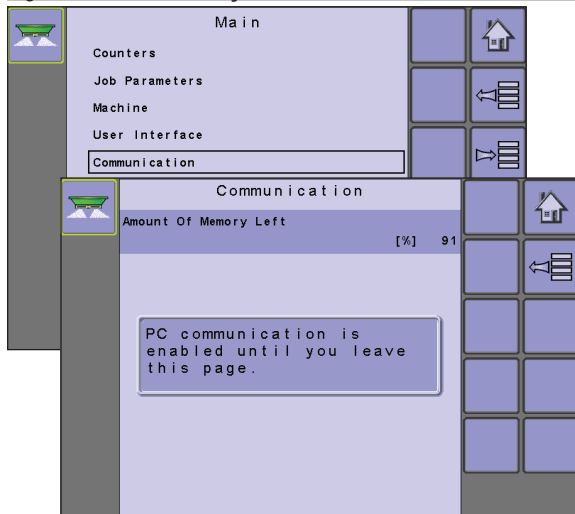 Main
Counters
Job Parameters
Machine
User Interface
Communication
Communication
Amount Of Memory Left
[%] 91
PC communication is
enabled until you leave
this page.